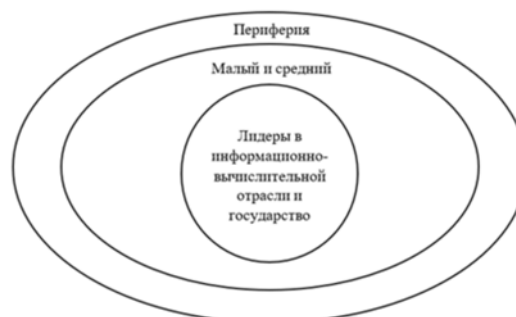 Периферия
Малый и средний
Лидеры в
информационно-
вычислительной
отрасли и
государство